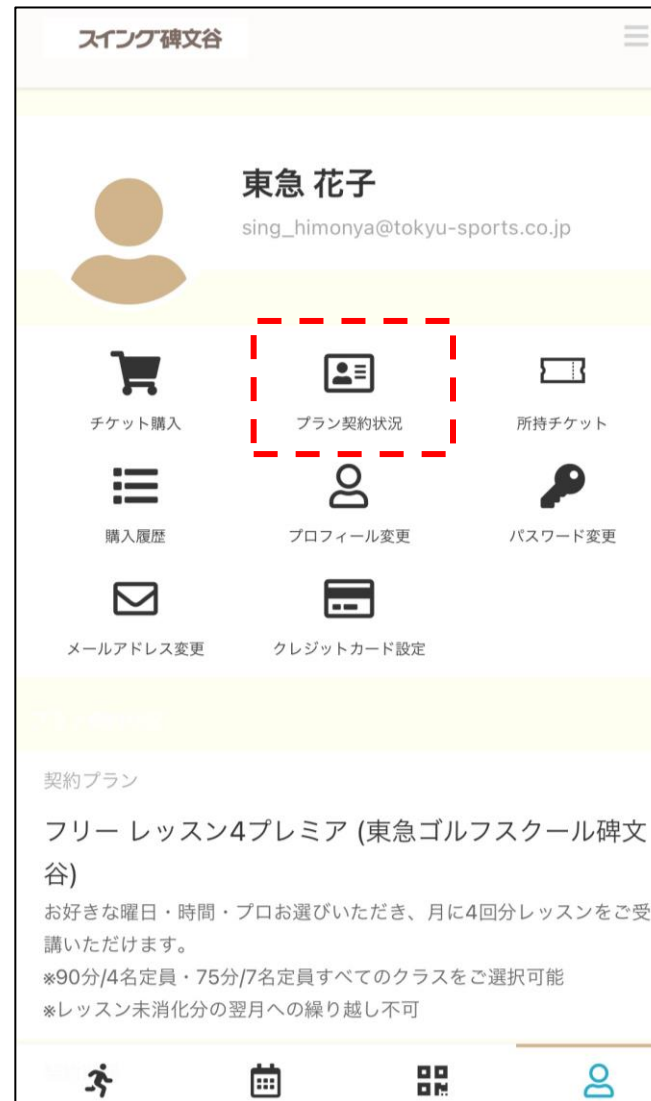 スイング碑文谷
東急 花子
sing_himonya@tokyu-sports.co.jp
チケット購入
プラン契約状況
所持チケット
購入履歴
プロフィール変更
パスワード変更
メールアドレス変更
クレジットカード設定
契約プラン
フリー レッスン4プレミア (東急ゴルフスクール碑文
谷)
お好きな曜日・時間・プロお選びいただき、月に4回分レッスンをご受
講いただけます。
※90分/4名定員・75分/7名定員すべてのクラスをご選択可能
※レッスン未消化分の翌月への繰り越し不可